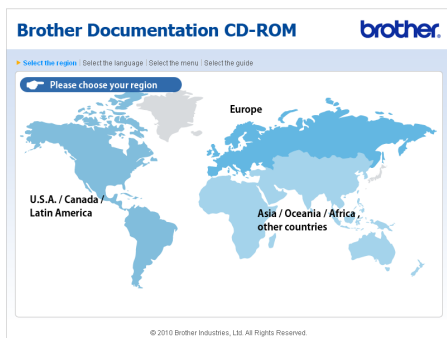 Brother Documentation CD-ROM
brother
Select the region | Select the language | Select the menu | Select the guide
Please choose your region
Europe
U.S.A. / Canada /
Latin America
Asia / Oceania / Africa ,
other countries
© 2010 Brother Industries, Ltd. All Rights Reserved.